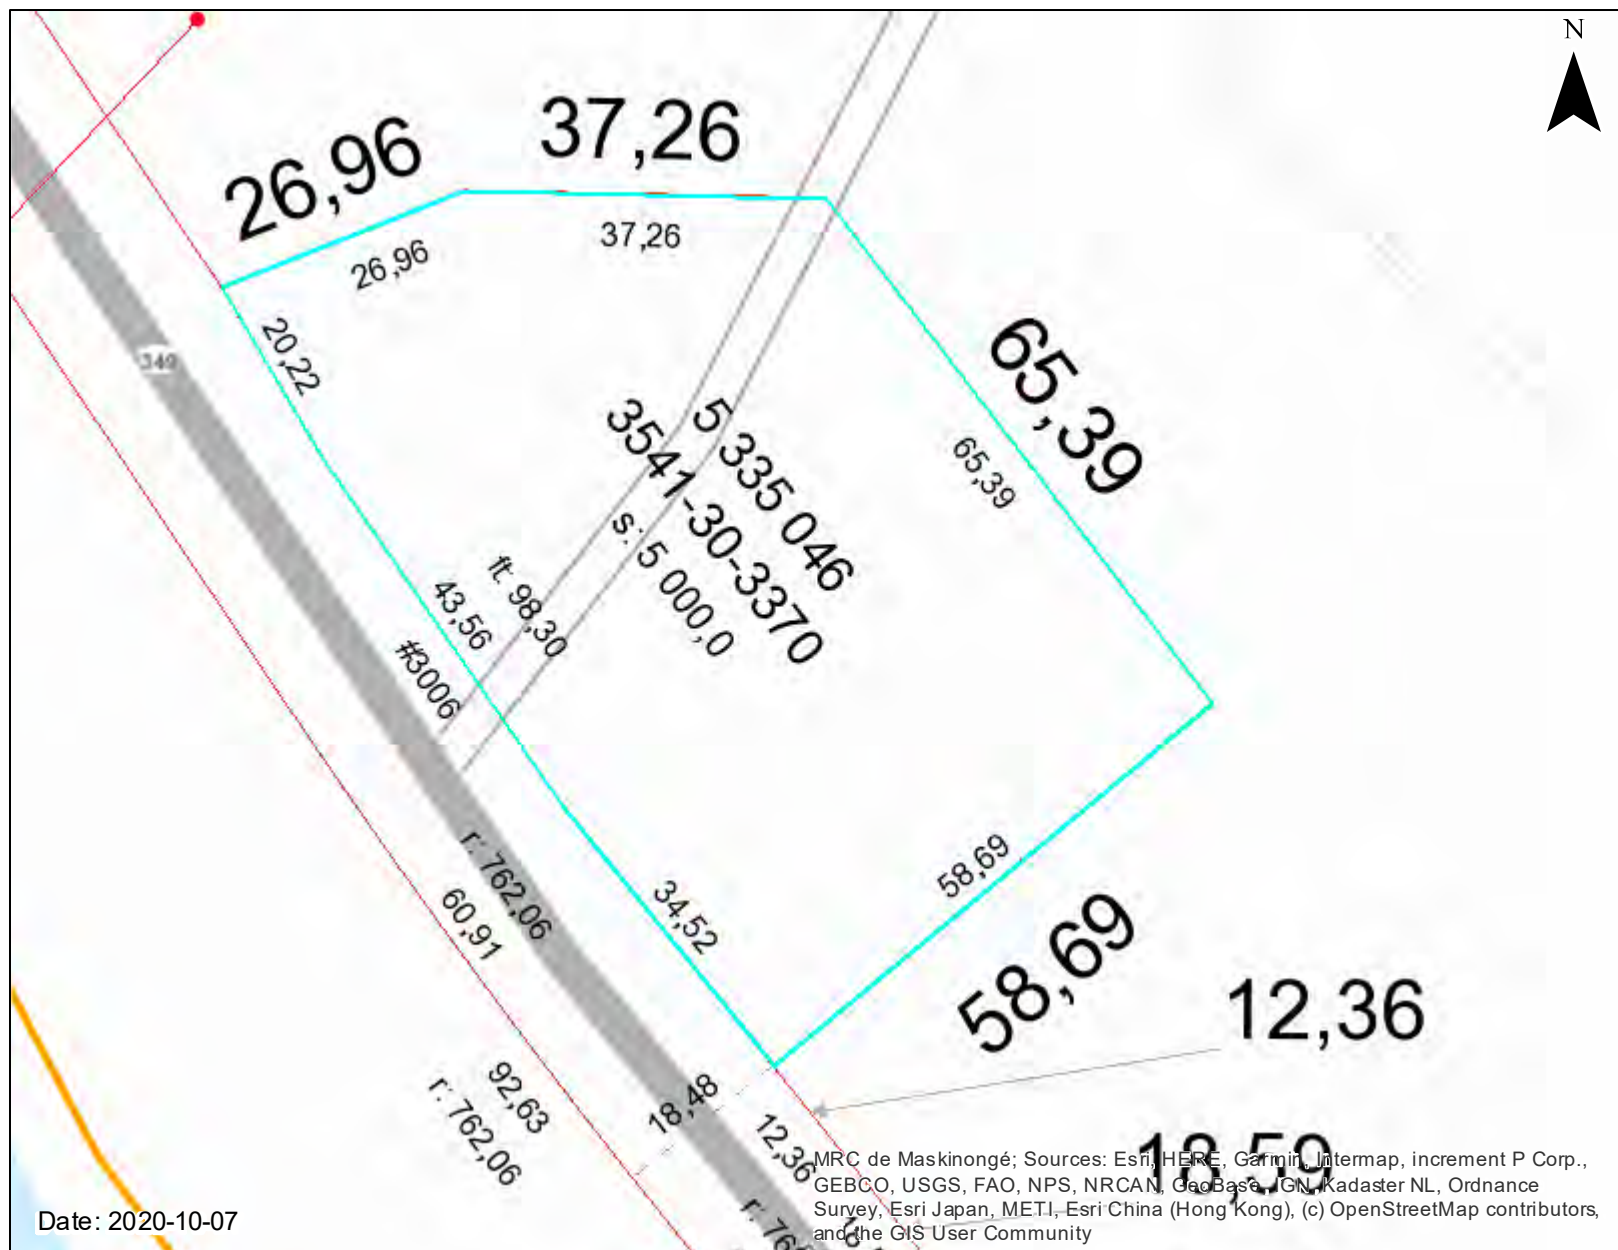 N
37,26
26,96
37,26
26,96
20,22
349
65,39
65,39
5 335 046
3541-30-3370
s: 5 000,0
ft: 98,30
43,56
#3006
r: 762,06
60,91
34,52
58,69
58,69
12,36
92,63
r: 762,06
18,48
12,36
18,59
MRC de Maskinongé; Sources: Esri, HERE, Garmin, Intermap, increment P Corp.,
GEBCO, USGS, FAO, NPS, NRCAN, GeoBase, IGN, Kadaster NL, Ordnance
Survey, Esri Japan, METI, Esri China (Hong Kong), (c) OpenStreetMap contributors,
and the GIS User Community
Date: 2020-10-07